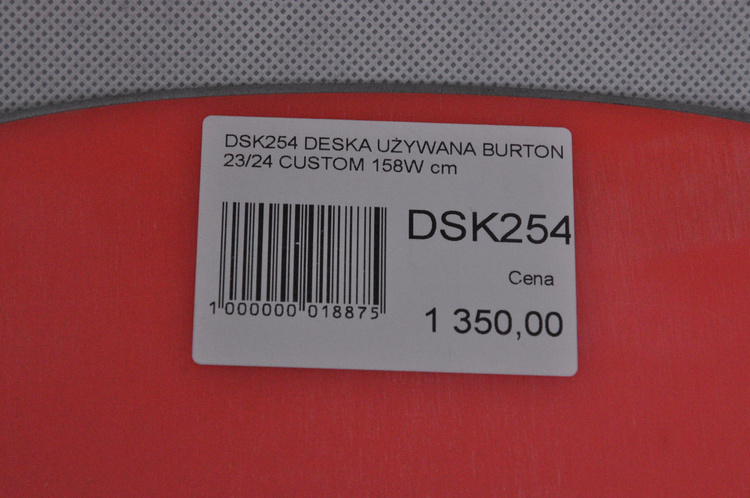 DSK254 DESKA UŻYWANA BURTON
23/24 CUSTOM 158W cm
DSK254
Cena
1 350,00
1 000000 018875